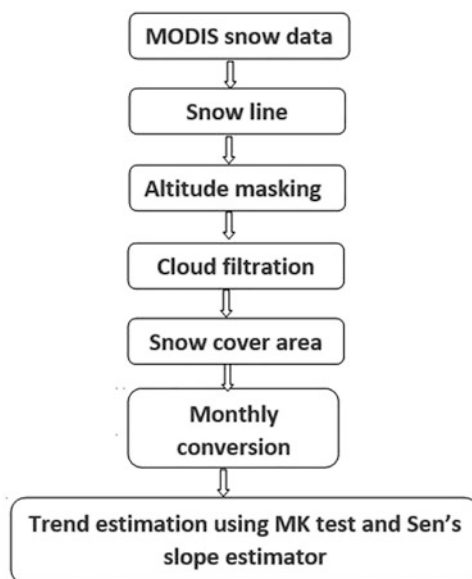 MODIS snow data
Snow line
Altitude masking
Cloud filtration
Snow cover area
Monthly
conversion
Trend estimation using MK test and Sen's
slope estimator